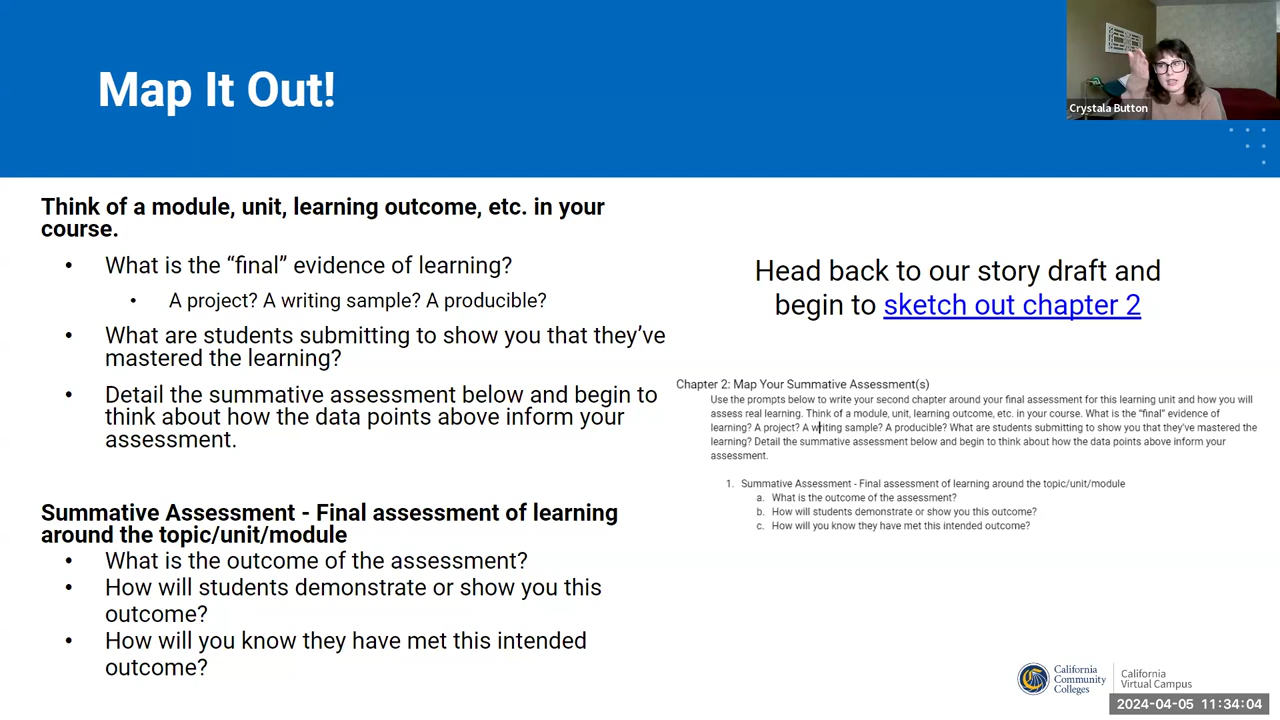 Map It Out!
Crystala Button
Think of a module, unit, learning outcome, etc. in your
course.
• What is the “final” evidence of learning?
• A project? A writing sample? A producible?
• What are students submitting to show you that they’ve
mastered the learning?
• Detail the summative assessment below and begin to
think about how the data points above inform your
assessment.
Summative Assessment - Final assessment of learning
around the topic/unit/module
• What is the outcome of the assessment?
• How will students demonstrate or show you this
outcome?
• How will you know they have met this intended
outcome?
Head back to our story draft and
begin to sketch out chapter 2
Chapter 2: Map Your Summative Assessment(s)
Use the prompts below to write your second chapter around your final assessment for this learning unit and how you will
assess real learning. Think of a module, unit, learning outcome, etc. in your course. What is the “final” evidence of
learning? A project? A writing sample? A producible? What are students submitting to show you that they’ve mastered the
learning? Detail the summative assessment below and begin to think about how the data points above inform your
assessment.
1. Summative Assessment - Final assessment of learning around the topic/unit/module
a. What is the outcome of the assessment?
b. How will students demonstrate or show you this outcome?
c. How will you know they have met this intended outcome?
California
Community
Colleges
California
Virtual Campus
2024-04-05 11:34:04